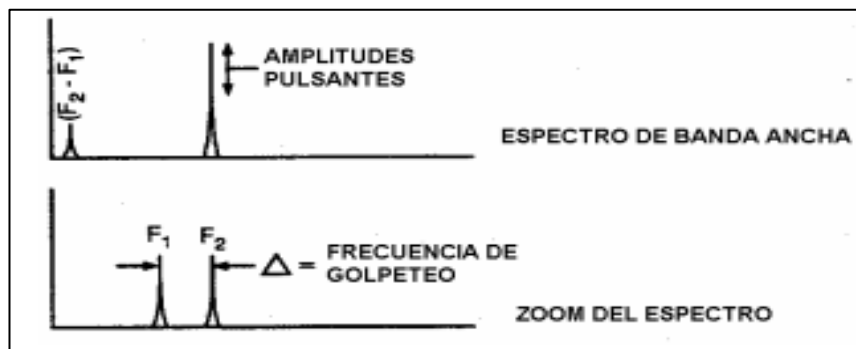 (F₂ - F₁)
AMPLITUDES
PULSANTES
ESPECTRO DE BANDA ANCHA
F₁ F₂
Δ = FRECUENCIA DE
GOLPETEO
ZOOM DEL ESPECTRO